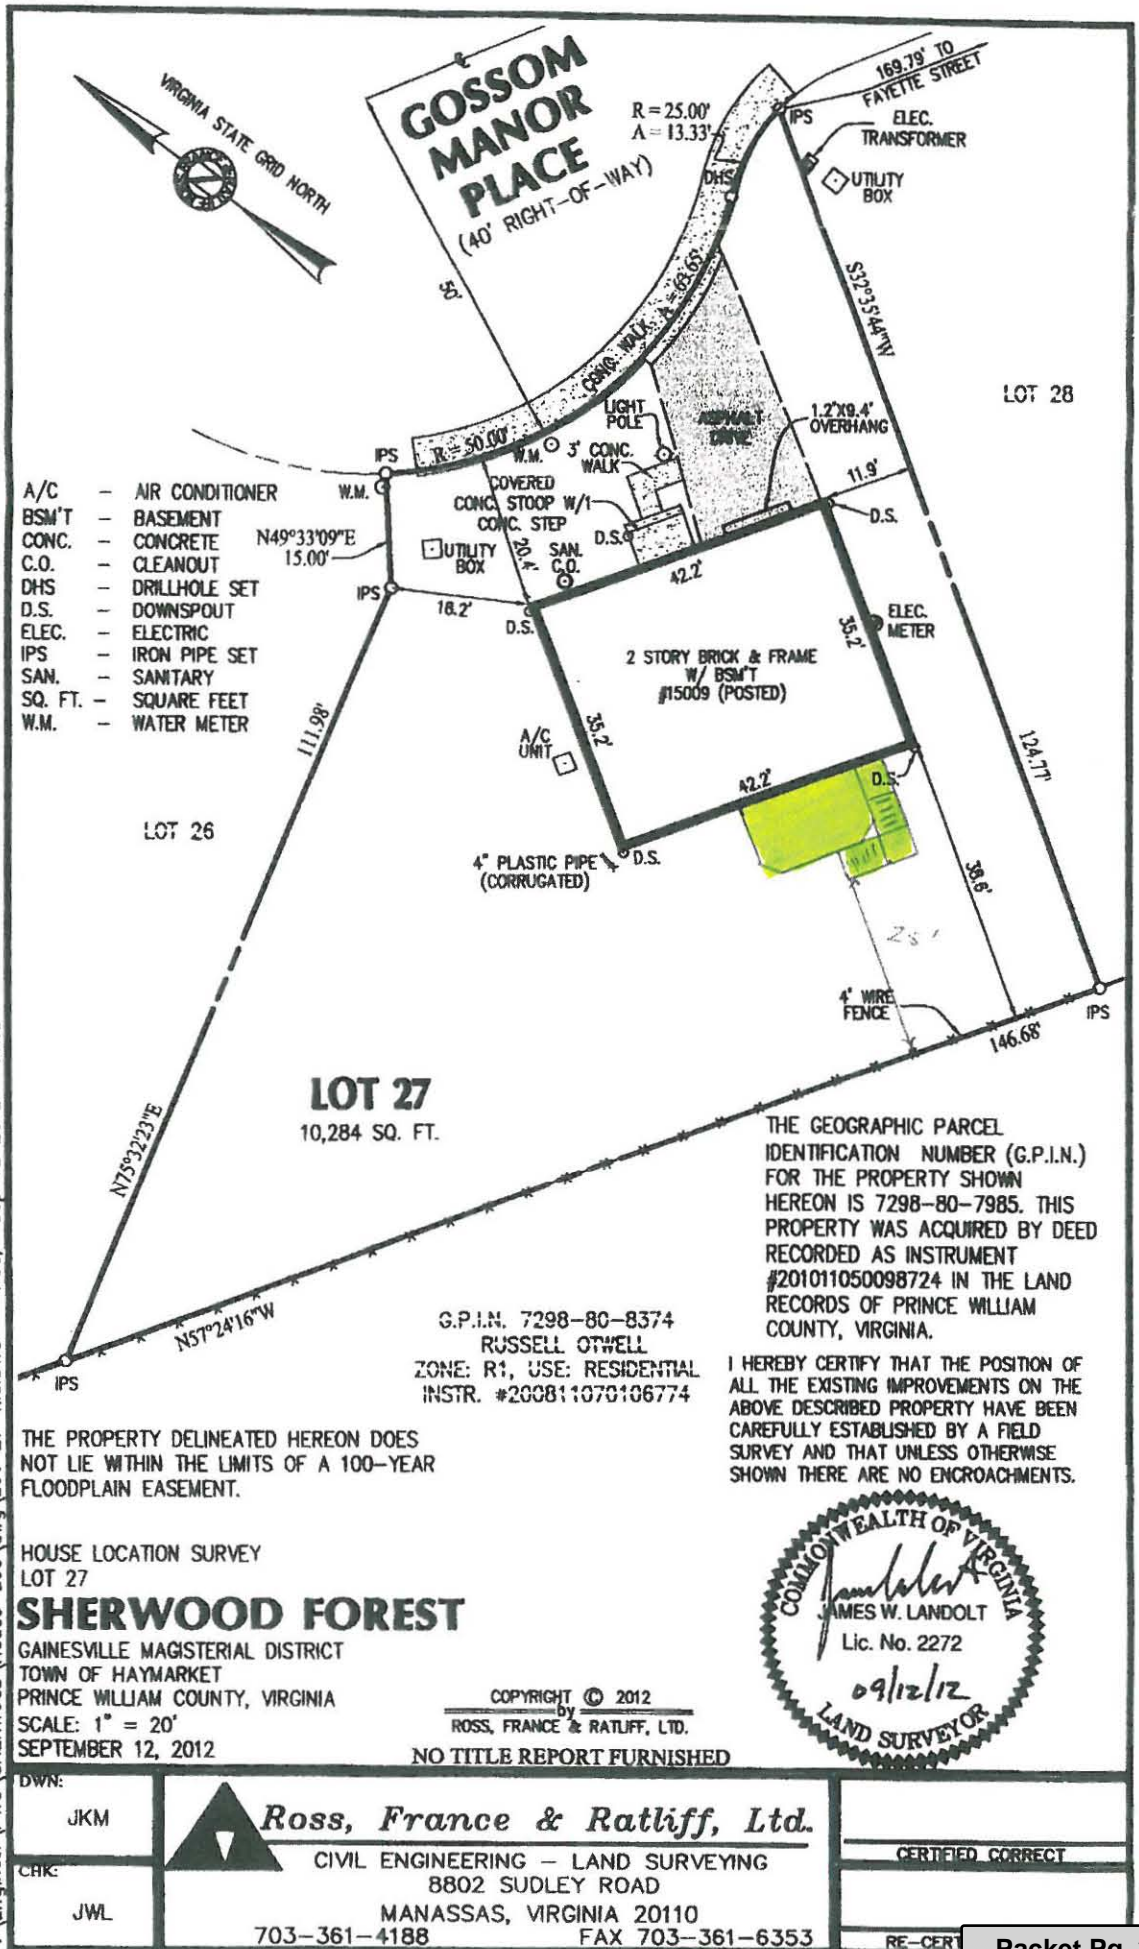 VIRGINIA STATE GRID NORTH
GOSSOM
MANOR
PLACE
(40' RIGHT-OF-WAY)
50'
R = 25.00'
A = 13.33'
DHS
169.79' TO
FAYETTE STREET
IPS
ELEC.
TRANSFORMER
UTILITY
BOX
S32°35'44"W
LOT 28
CONC. WALK
A = 63.65'
R = 50.00'
ASPHALT
DRIVE
1.2'X9.4'
OVERHANG
11.9'
D.S.
LIGHT
POLE
3' CONC.
WALK
W.M.
IPS
W.M.
COVERED
CONC. STOOP W/1
CONC. STEP
D.S.
SAN.
C.O.
20.4'
UTILITY
BOX
N49°33'09"E
15.00'
IPS
18.2'
D.S.
42.2'
35.2'
ELEC.
METER
2 STORY BRICK & FRAME
W/ BSM'T
#15009 (POSTED)
35.2'
A/C
UNIT
42.2'
D.S.
4" PLASTIC PIPE
(CORRUGATED)
D.S.
UP
38.6'
124.77'
4' WIRE
FENCE
IPS
146.68'
A/C – AIR CONDITIONER
BSM'T – BASEMENT
CONC. – CONCRETE
C.O. – CLEANOUT
DHS – DRILLHOLE SET
D.S. – DOWNSPOUT
ELEC. – ELECTRIC
IPS – IRON PIPE SET
SAN. – SANITARY
SQ. FT. – SQUARE FEET
W.M. – WATER METER
111.98'
LOT 26
N75°32'23"E
LOT 27
10,284 SQ. FT.
N57°24'16"W
IPS
THE GEOGRAPHIC PARCEL
IDENTIFICATION NUMBER (G.P.I.N.)
FOR THE PROPERTY SHOWN
HEREON IS 7298-80-7985. THIS
PROPERTY WAS ACQUIRED BY DEED
RECORDED AS INSTRUMENT
#201011050098724 IN THE LAND
RECORDS OF PRINCE WILLIAM
COUNTY, VIRGINIA.
G.P.I.N. 7298-80-8374
RUSSELL OTWELL
ZONE: R1, USE: RESIDENTIAL
INSTR. #200811070106774
I HEREBY CERTIFY THAT THE POSITION OF
ALL THE EXISTING IMPROVEMENTS ON THE
ABOVE DESCRIBED PROPERTY HAVE BEEN
CAREFULLY ESTABLISHED BY A FIELD
SURVEY AND THAT UNLESS OTHERWISE
SHOWN THERE ARE NO ENCROACHMENTS.
THE PROPERTY DELINEATED HEREON DOES
NOT LIE WITHIN THE LIMITS OF A 100-YEAR
FLOODPLAIN EASEMENT.
HOUSE LOCATION SURVEY
LOT 27
SHERWOOD FOREST
GAINESVILLE MAGISTERIAL DISTRICT
TOWN OF HAYMARKET
PRINCE WILLIAM COUNTY, VIRGINIA
SCALE: 1" = 20'
SEPTEMBER 12, 2012
COPYRIGHT © 2012
by
ROSS, FRANCE & RATLIFF, LTD.
NO TITLE REPORT FURNISHED
COMMONWEALTH OF VIRGINIA
JAMES W. LANDOLT
Lic. No. 2272
09/12/12
LAND SURVEYOR
DWN:
JKM
CHK:
JWL
Ross, France & Ratliff, Ltd.
CIVIL ENGINEERING – LAND SURVEYING
8802 SUDLEY ROAD
MANASSAS, VIRGINIA 20110
703-361-4188 FAX 703-361-6353
CERTIFIED CORRECT
RE-CERT
Packet Pg